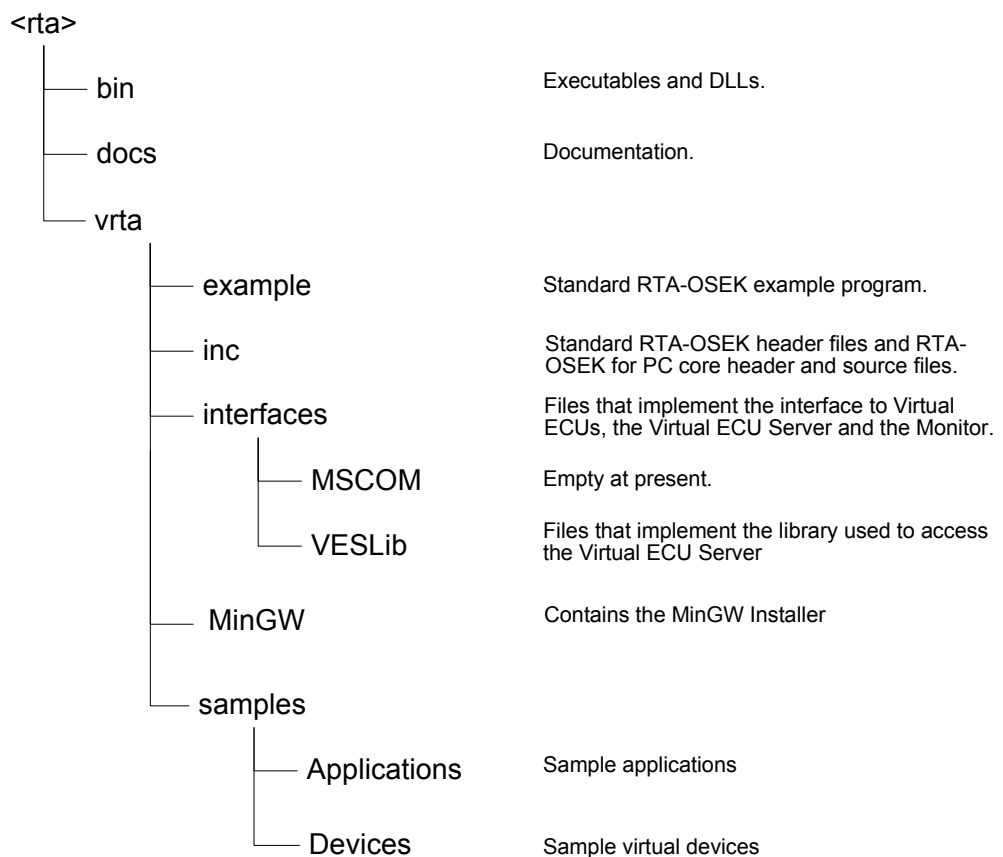 <rta>
bin Executables and DLLs.
docs Documentation.
vrta
example Standard RTA-OSEK example program.
inc Standard RTA-OSEK header files and RTA-
OSEK for PC core header and source files.
interfaces Files that implement the interface to Virtual
ECUs, the Virtual ECU Server and the Monitor.
MSCOM Empty at present.
VESLib Files that implement the library used to access
the Virtual ECU Server
MinGW Contains the MinGW Installer
samples
Applications Sample applications
Devices Sample virtual devices